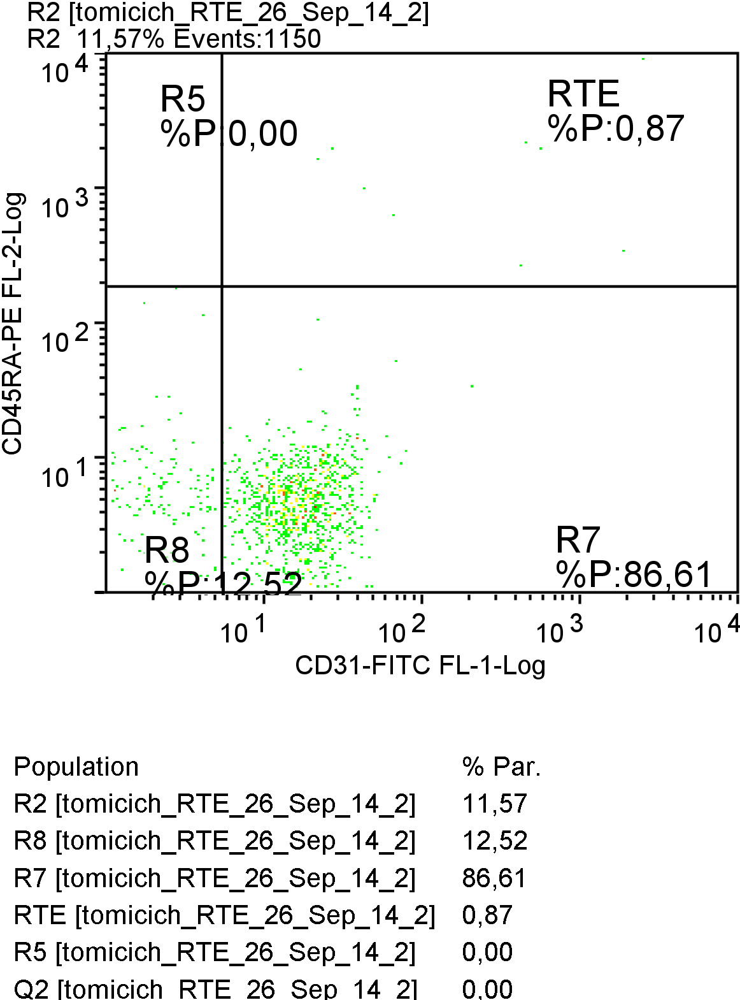 R2 [tomicich_RTE_26_Sep_14_2]
R2 11,57% Events:1150
10 4
R5
%P:0,00
RTE
%P:0,87
10 3
CD45RA-PE FL-2-Log
10 2
10 1
R8
%P:12,52
R7
%P:86,61
10 1
10 2
10 3
10 4
CD31-FITC FL-1-Log
Population % Par.
R2 [tomicich_RTE_26_Sep_14_2] 11,57
R8 [tomicich_RTE_26_Sep_14_2] 12,52
R7 [tomicich_RTE_26_Sep_14_2] 86,61
RTE [tomicich_RTE_26_Sep_14_2] 0,87
R5 [tomicich_RTE_26_Sep_14_2] 0,00
Q2 [tomicich_RTE_26_Sep_14_2] 0,00